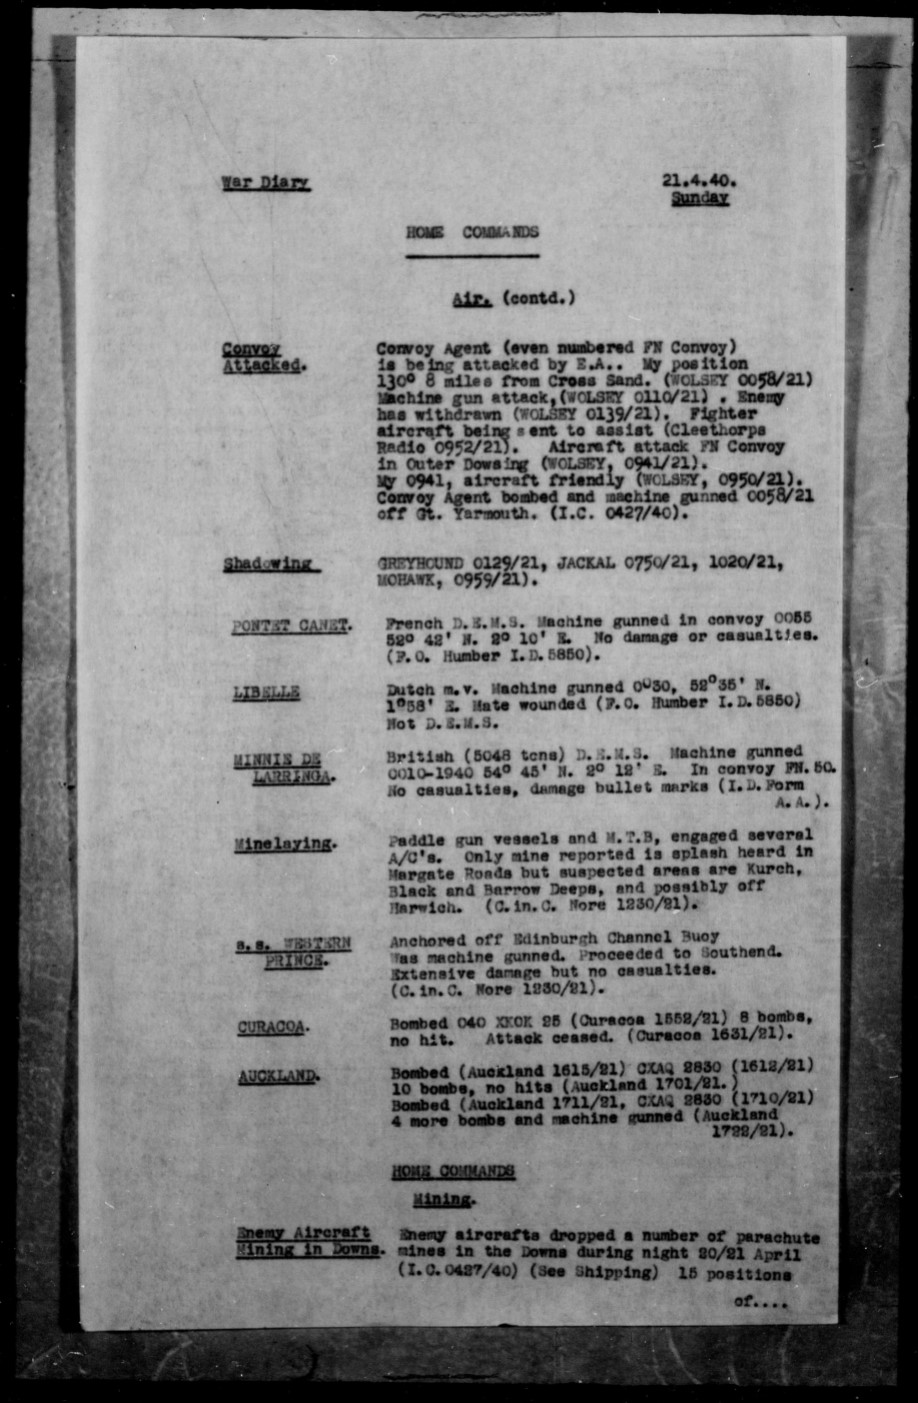 War Diary 21.4.40.
Sunday
HOME COMMANDS
Air. (contd.)
Convoy Attacked. Convoy Agent (even numbered FN Convoy)
is being attacked by E.A.. My position
130° 8 miles from Cross Sand. (WOLSEY 0058/21)
Machine gun attack,(WOLSEY 0110/21) . Enemy
has withdrawn (WOLSEY 0139/21). Fighter
aircraft being sent to assist (Cleethorps
Radio 0952/21). Aircraft attack FN Convoy
in Outer Dowsing (WOLSEY, 0941/21).
My 0941, aircraft friendly (WOLSEY, 0950/21).
Convoy Agent bombed and machine gunned 0058/21
off Gt. Yarmouth. (I.C. 0427/40).
Shadowing GREYHOUND 0129/21, JACKAL 0750/21, 1020/21,
MOHAWK, 0959/21).
PONTET CANET. French D.E.M.S. Machine gunned in convoy 0055
52° 42' N. 2° 10' E. No damage or casualties.
(F.O. Humber I.D.5850).
LIBELLE Dutch m.v. Machine gunned 0030, 52°35' N.
1°58' E. Mate wounded (F.O. Humber I.D.5850)
Not D.E.M.S.
MINNIE DE LARRINGA. British (5048 tons) D.E.M.S. Machine gunned
0010-1940 54° 45' N. 2° 12' E. In convoy FN.50.
No casualties, damage bullet marks (I.D.Form
A.A.).
Minelaying. Paddle gun vessels and M.T.B, engaged several
A/C's. Only mine reported is splash heard in
Margate Roads but suspected areas are Kurch,
Black and Barrow Deeps, and possibly off
Harwich. (C.in.C. Nore 1230/21).
s.s. WESTERN PRINCE. Anchored off Edinburgh Channel Buoy
Was machine gunned. Proceeded to Southend.
Extensive damage but no casualties.
(C.in.C. Nore 1230/21).
CURACOA. Bombed 040 XKOK 25 (Curacoa 1552/21) 8 bombs,
no hit. Attack ceased. (Curacoa 1631/21).
AUCKLAND. Bombed (Auckland 1615/21) CXAQ 2830 (1612/21)
10 bombs, no hits (Auckland 1701/21.)
Bombed (Auckland 1711/21, CXAQ 2830 (1710/21)
4 more bombs and machine gunned (Auckland
1722/21).
HOME COMMANDS
Mining.
Enemy Aircraft Mining in Downs. Enemy aircrafts dropped a number of parachute
mines in the Downs during night 20/21 April
(I.C.0427/40) (See Shipping) 15 positions
of....